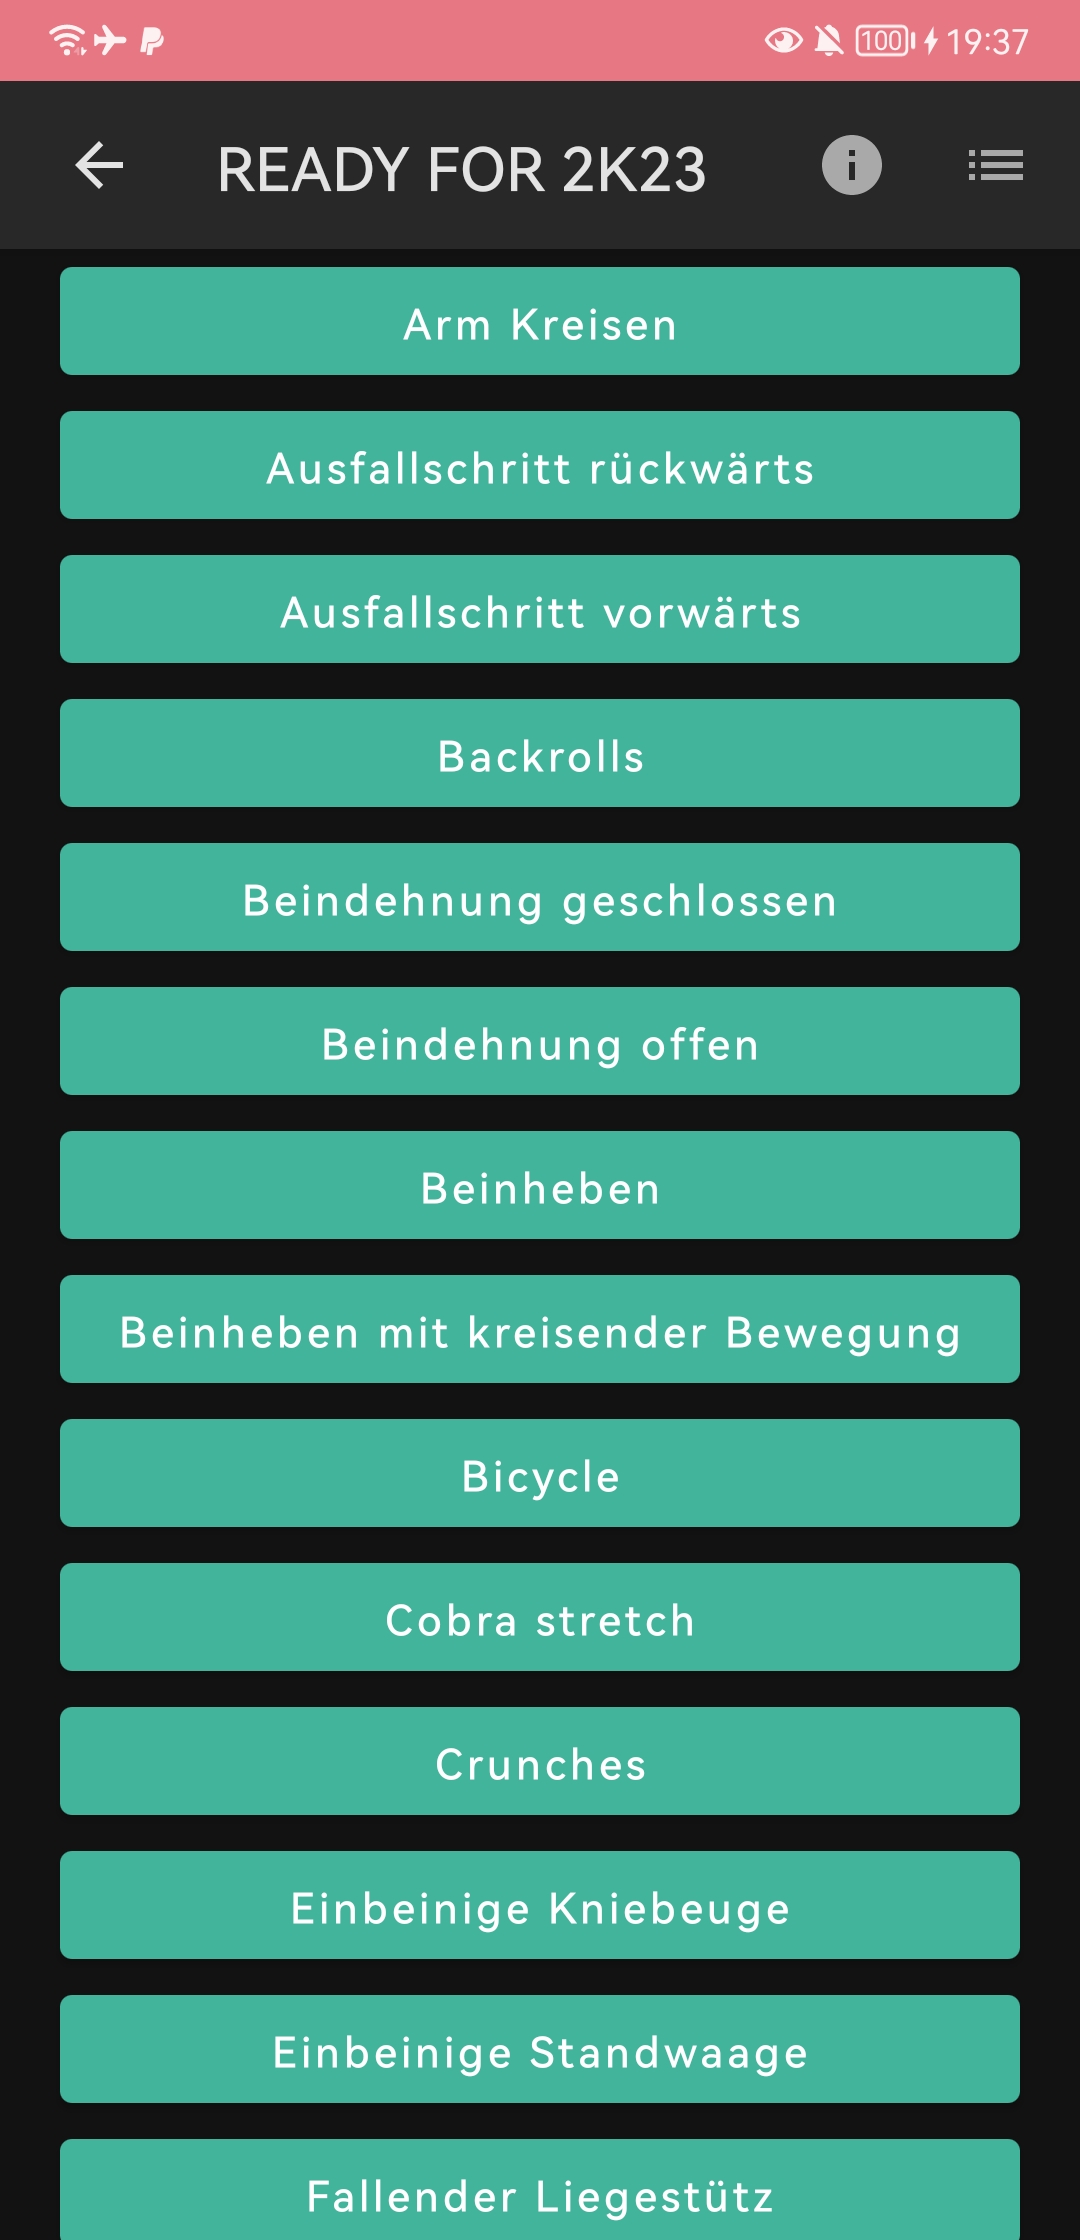 100 19:37
READY FOR 2K23
Arm Kreisen
Ausfallschritt rückwärts
Ausfallschritt vorwärts
Backrolls
Beindehnung geschlossen
Beindehnung offen
Beinheben
Beinheben mit kreisender Bewegung
Bicycle
Cobra stretch
Crunches
Einbeinige Kniebeuge
Einbeinige Standwaage
Fallender Liegestütz